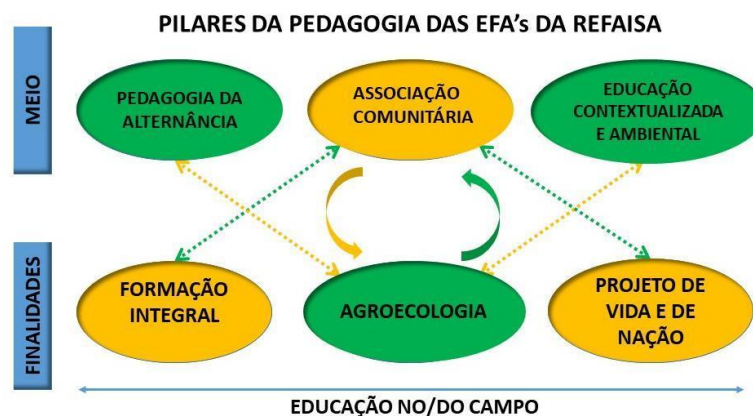 PILARES DA PEDAGOGIA DAS EFA's DA REFAISA
MEIO
PEDAGOGIA DA
ALTERNÂNCIA
ASSOCIAÇÃO
COMUNITÁRIA
EDUCAÇÃO
CONTEXTUALIZADA
E AMBIENTAL
FINALIDADES
FORMAÇÃO
INTEGRAL
AGROECOLOGIA
PROJETO DE
VIDA E DE
NAÇÃO
EDUCAÇÃO NO/DO CAMPO